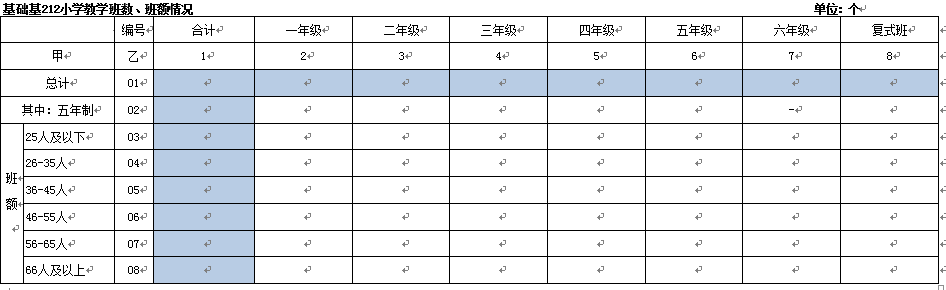 基础基212小学教学班数、班额情况 单位：个
编号 合计 一年级 二年级 三年级 四年级 五年级 六年级 复式班
甲 乙 1 2 3 4 5 6 7 8
总计 01
其中：五年制 02 -
班额
25人及以下 03
26-35人 04
36-45人 05
46-55人 06
56-65人 07
66人及以上 08